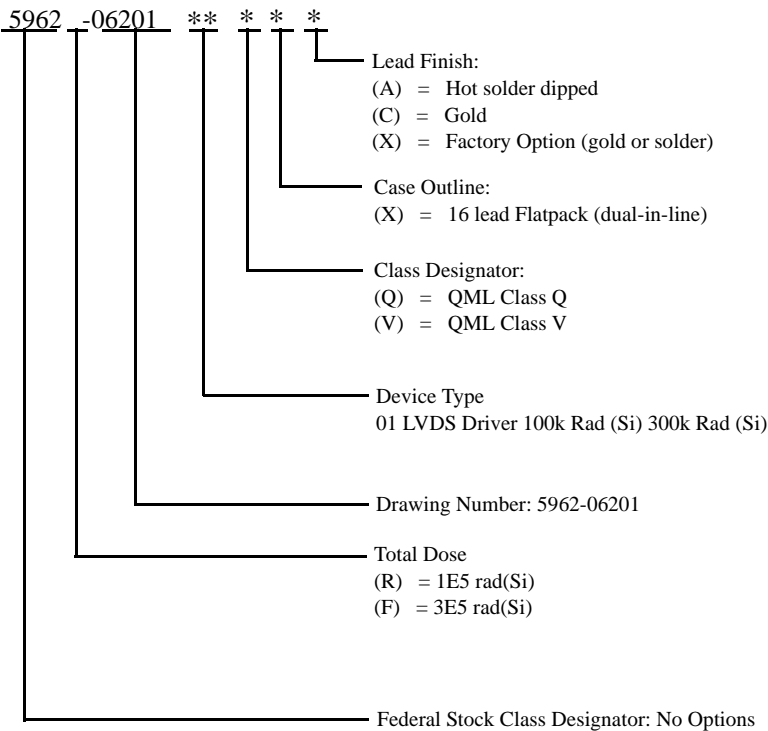 5962 -06201 ** * * *
Lead Finish:
(A) = Hot solder dipped
(C) = Gold
(X) = Factory Option (gold or solder)
Case Outline:
(X) = 16 lead Flatpack (dual-in-line)
Class Designator:
(Q) = QML Class Q
(V) = QML Class V
Device Type
01 LVDS Driver 100k Rad (Si) 300k Rad (Si)
Drawing Number: 5962-06201
Total Dose
(R) = 1E5 rad(Si)
(F) = 3E5 rad(Si)
Federal Stock Class Designator: No Options